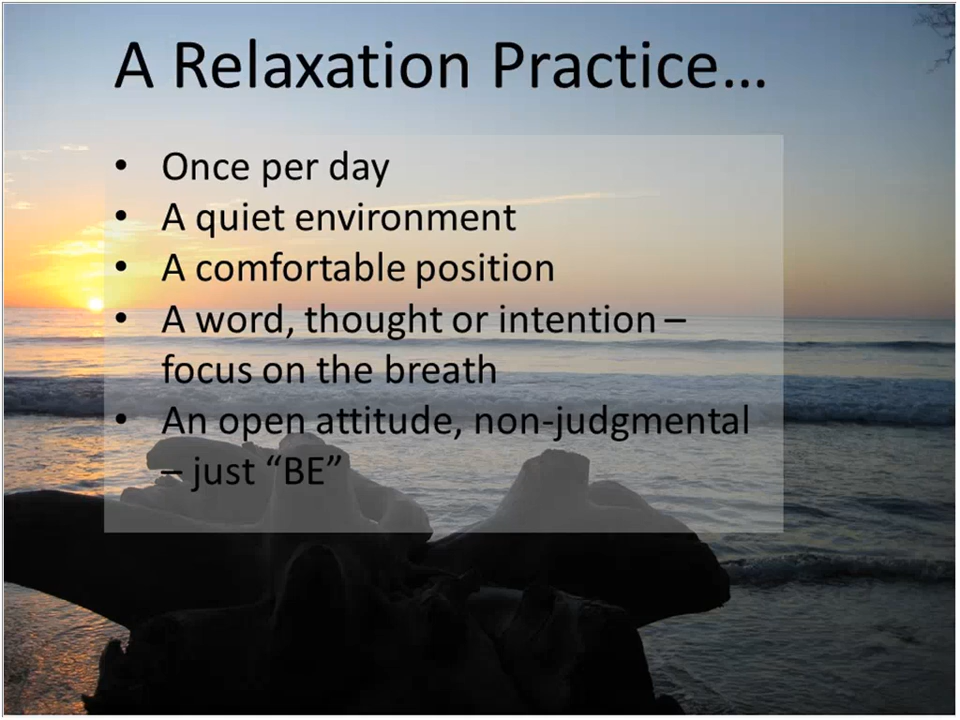 A Relaxation Practice…
• Once per day
• A quiet environment
• A comfortable position
• A word, thought or intention –
focus on the breath
• An open attitude, non-judgmental
– just “BE”